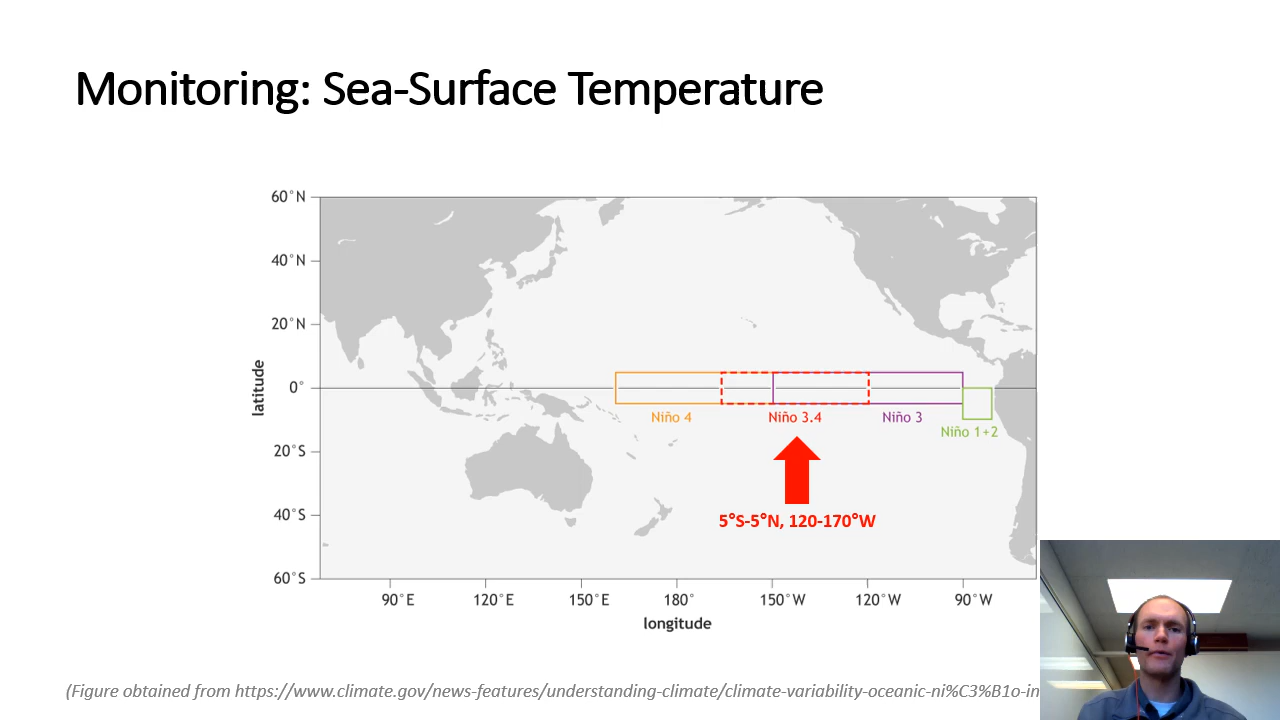 Monitoring: Sea-Surface Temperature
60°N
40°N
20°N
0°
20°S
40°S
60°S
latitude
Niño 4
Niño 3.4
Niño 3
Niño 1+2
5°S-5°N, 120-170°W
90°E
120°E
150°E
180°
150°W
120°W
90°W
longitude
(Figure obtained from https://www.climate.gov/news-features/understanding-climate/climate-variability-oceanic-ni%C3%B1o-in